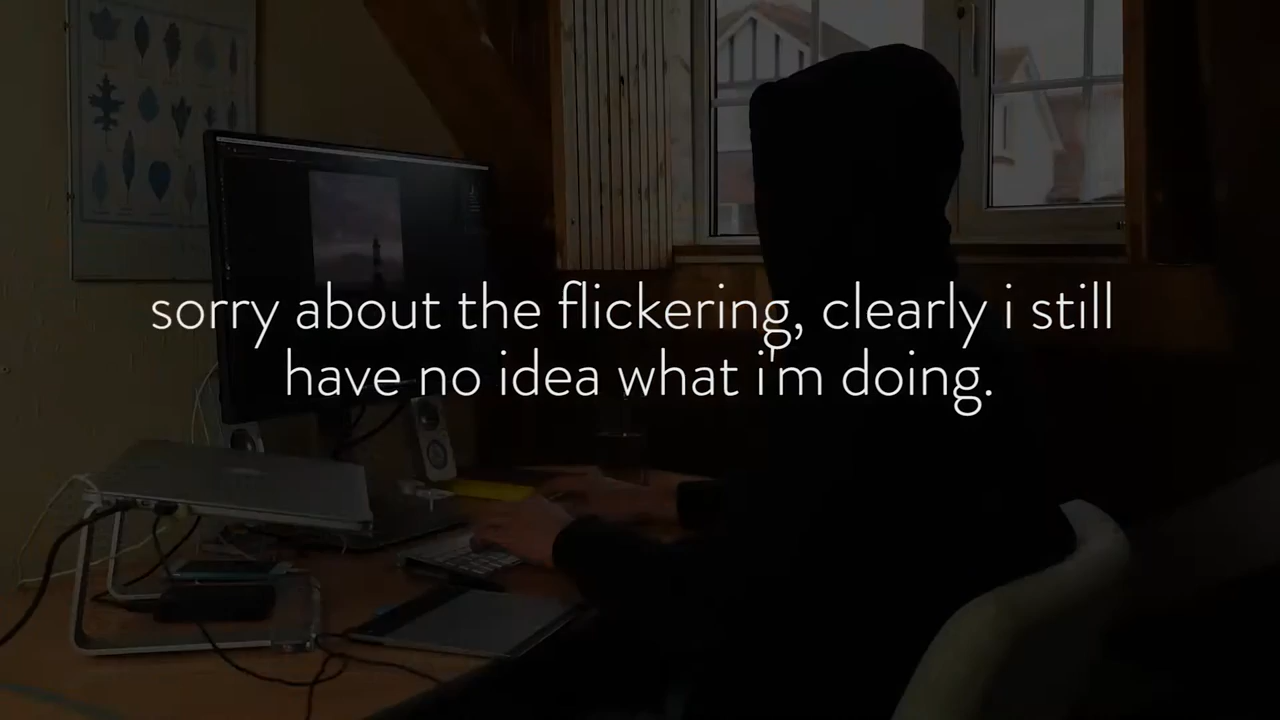 sorry about the flickering, clearly i still
have no idea what i'm doing.